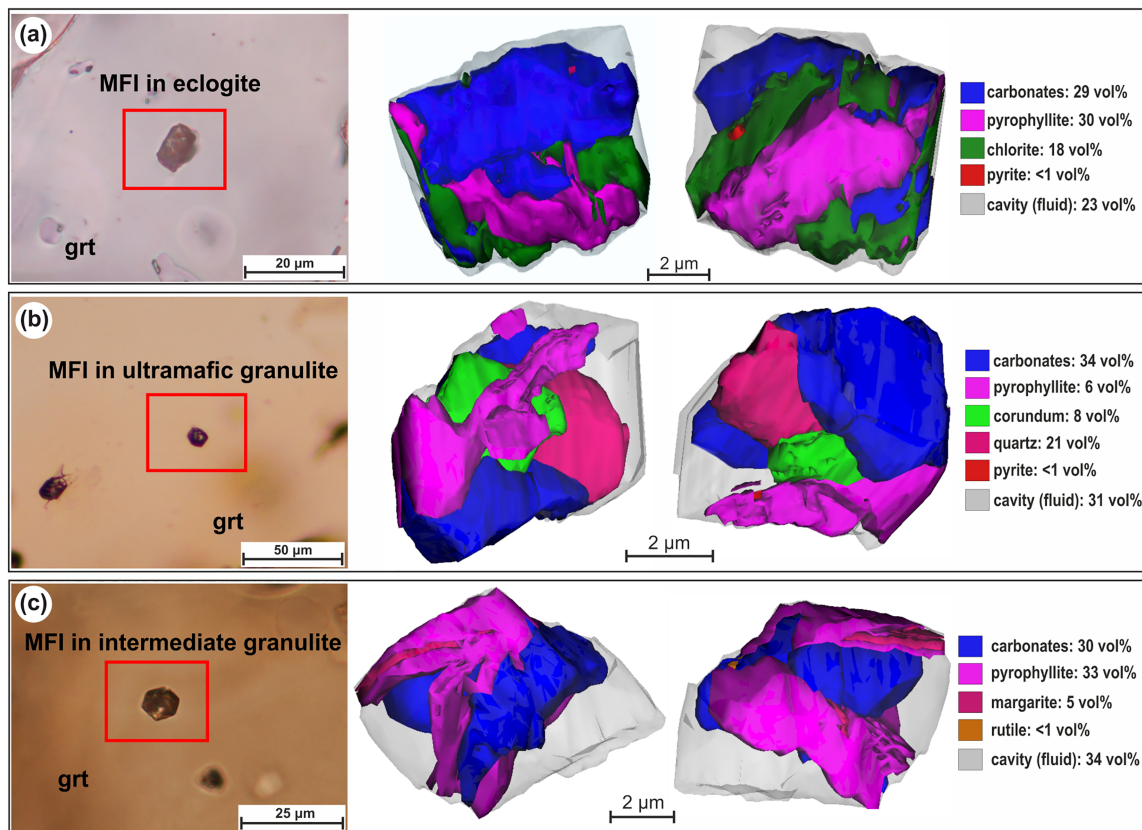 (a)
MFI in eclogite
grt
20 µm
2 µm
carbonates: 29 vol%
pyrophyllite: 30 vol%
chlorite: 18 vol%
pyrite: <1 vol%
cavity (fluid): 23 vol%
(b)
MFI in ultramafic granulite
grt
50 µm
2 µm
carbonates: 34 vol%
pyrophyllite: 6 vol%
corundum: 8 vol%
quartz: 21 vol%
pyrite: <1 vol%
cavity (fluid): 31 vol%
(c)
MFI in intermediate granulite
grt
25 µm
2 µm
carbonates: 30 vol%
pyrophyllite: 33 vol%
margarite: 5 vol%
rutile: <1 vol%
cavity (fluid): 34 vol%